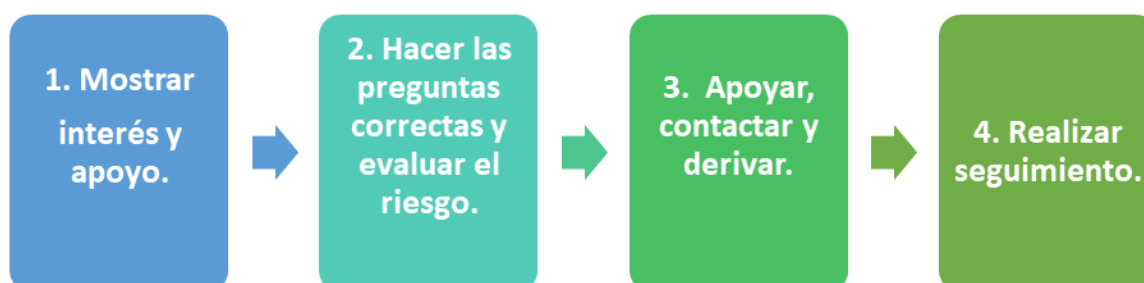 1. Mostrar
interés y
apoyo.
2. Hacer las
preguntas
correctas y
evaluar el
riesgo.
3. Apoyar,
contactar y
derivar.
4. Realizar
seguimiento.